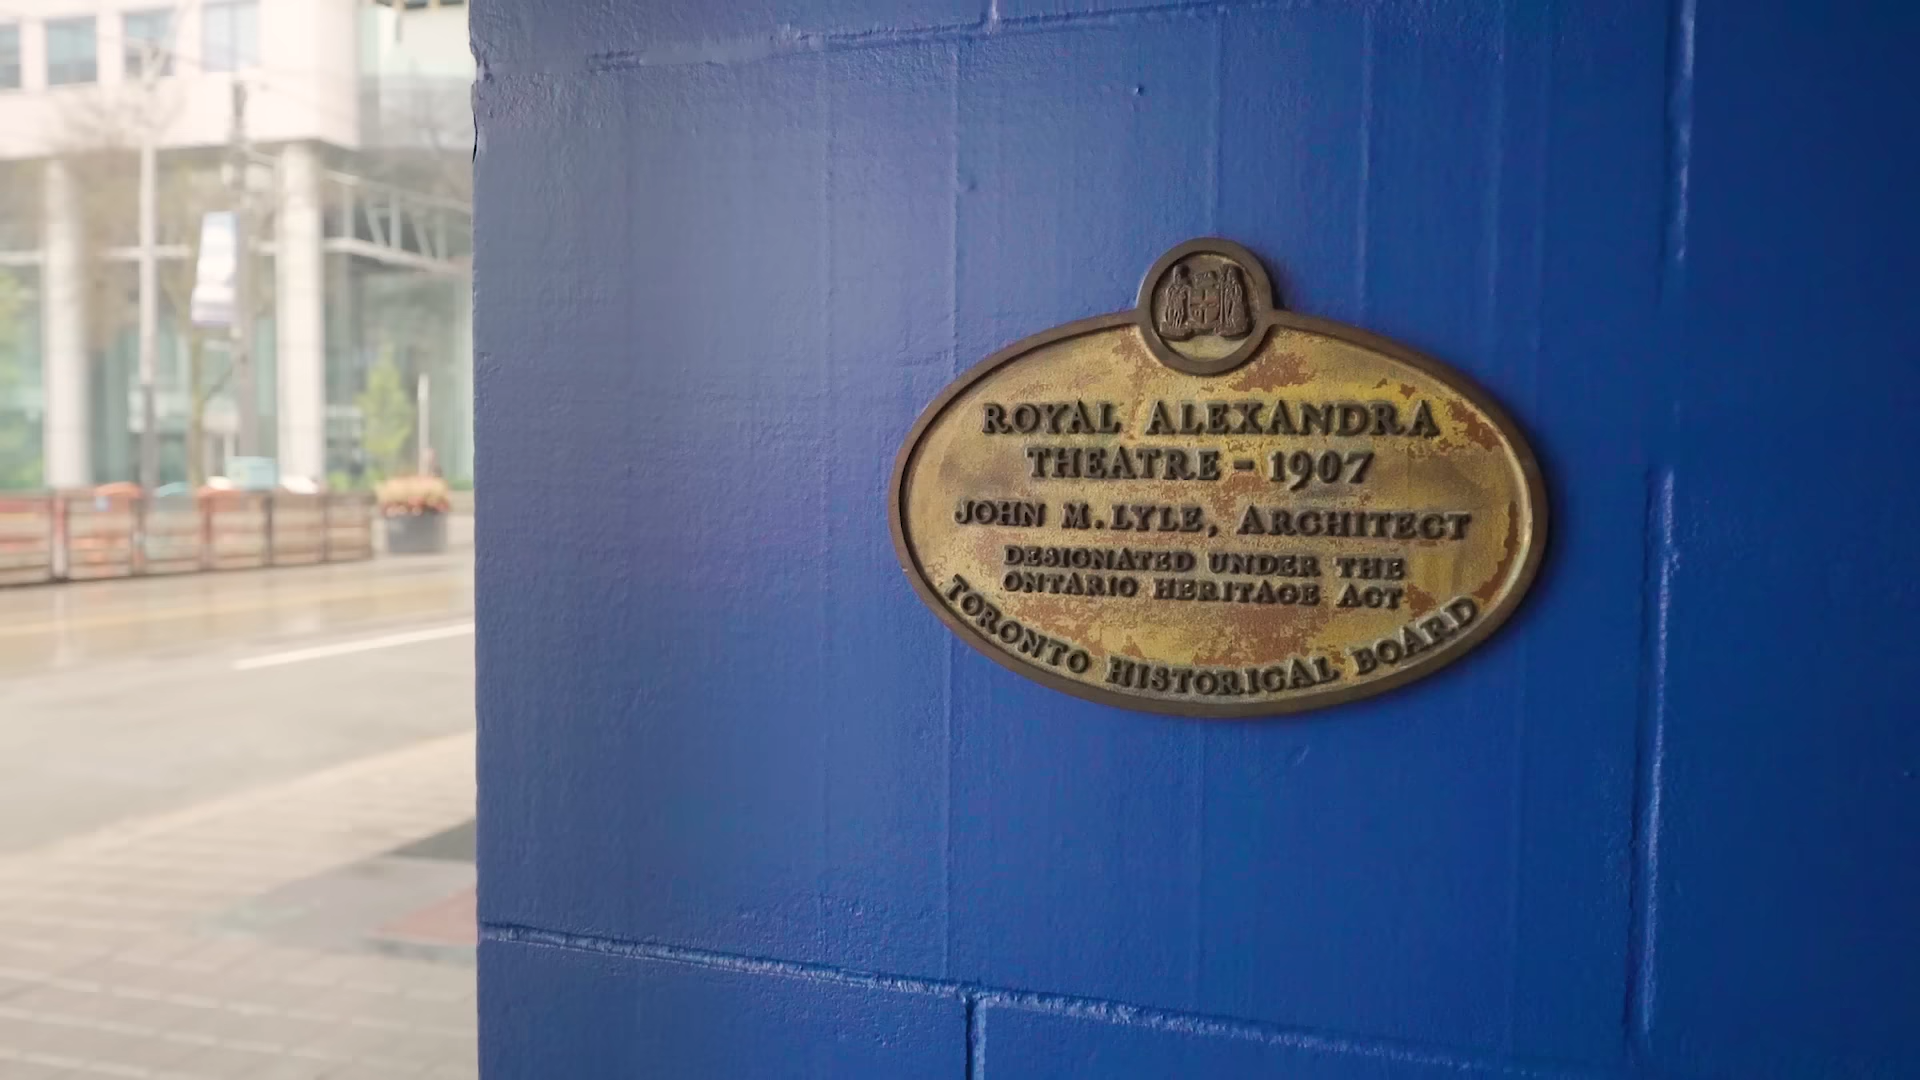 ROYAL ALEXANDRA
THEATRE - 1907
JOHN M. LYLE, ARCHITECT
DESIGNATED UNDER THE
ONTARIO HERITAGE ACT
TORONTO HISTORICAL BOARD